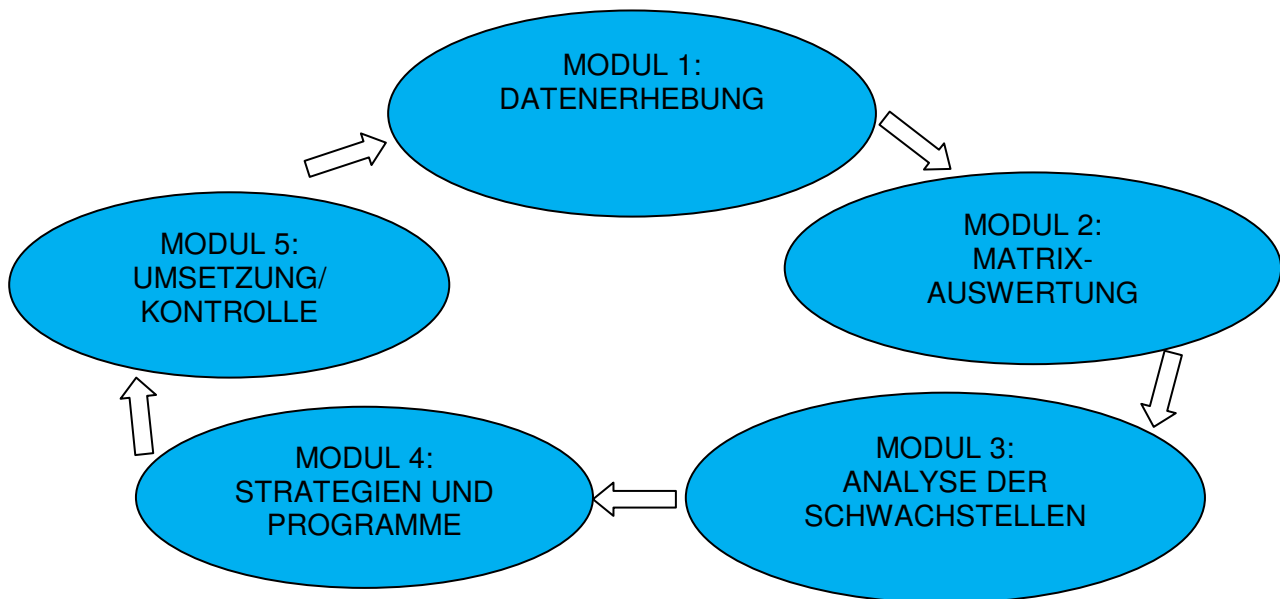 MODUL 1:
DATENERHEBUNG
MODUL 2:
MATRIX-
AUSWERTUNG
MODUL 3:
ANALYSE DER
SCHWACHSTELLEN
MODUL 4:
STRATEGIEN UND
PROGRAMME
MODUL 5:
UMSETZUNG/
KONTROLLE